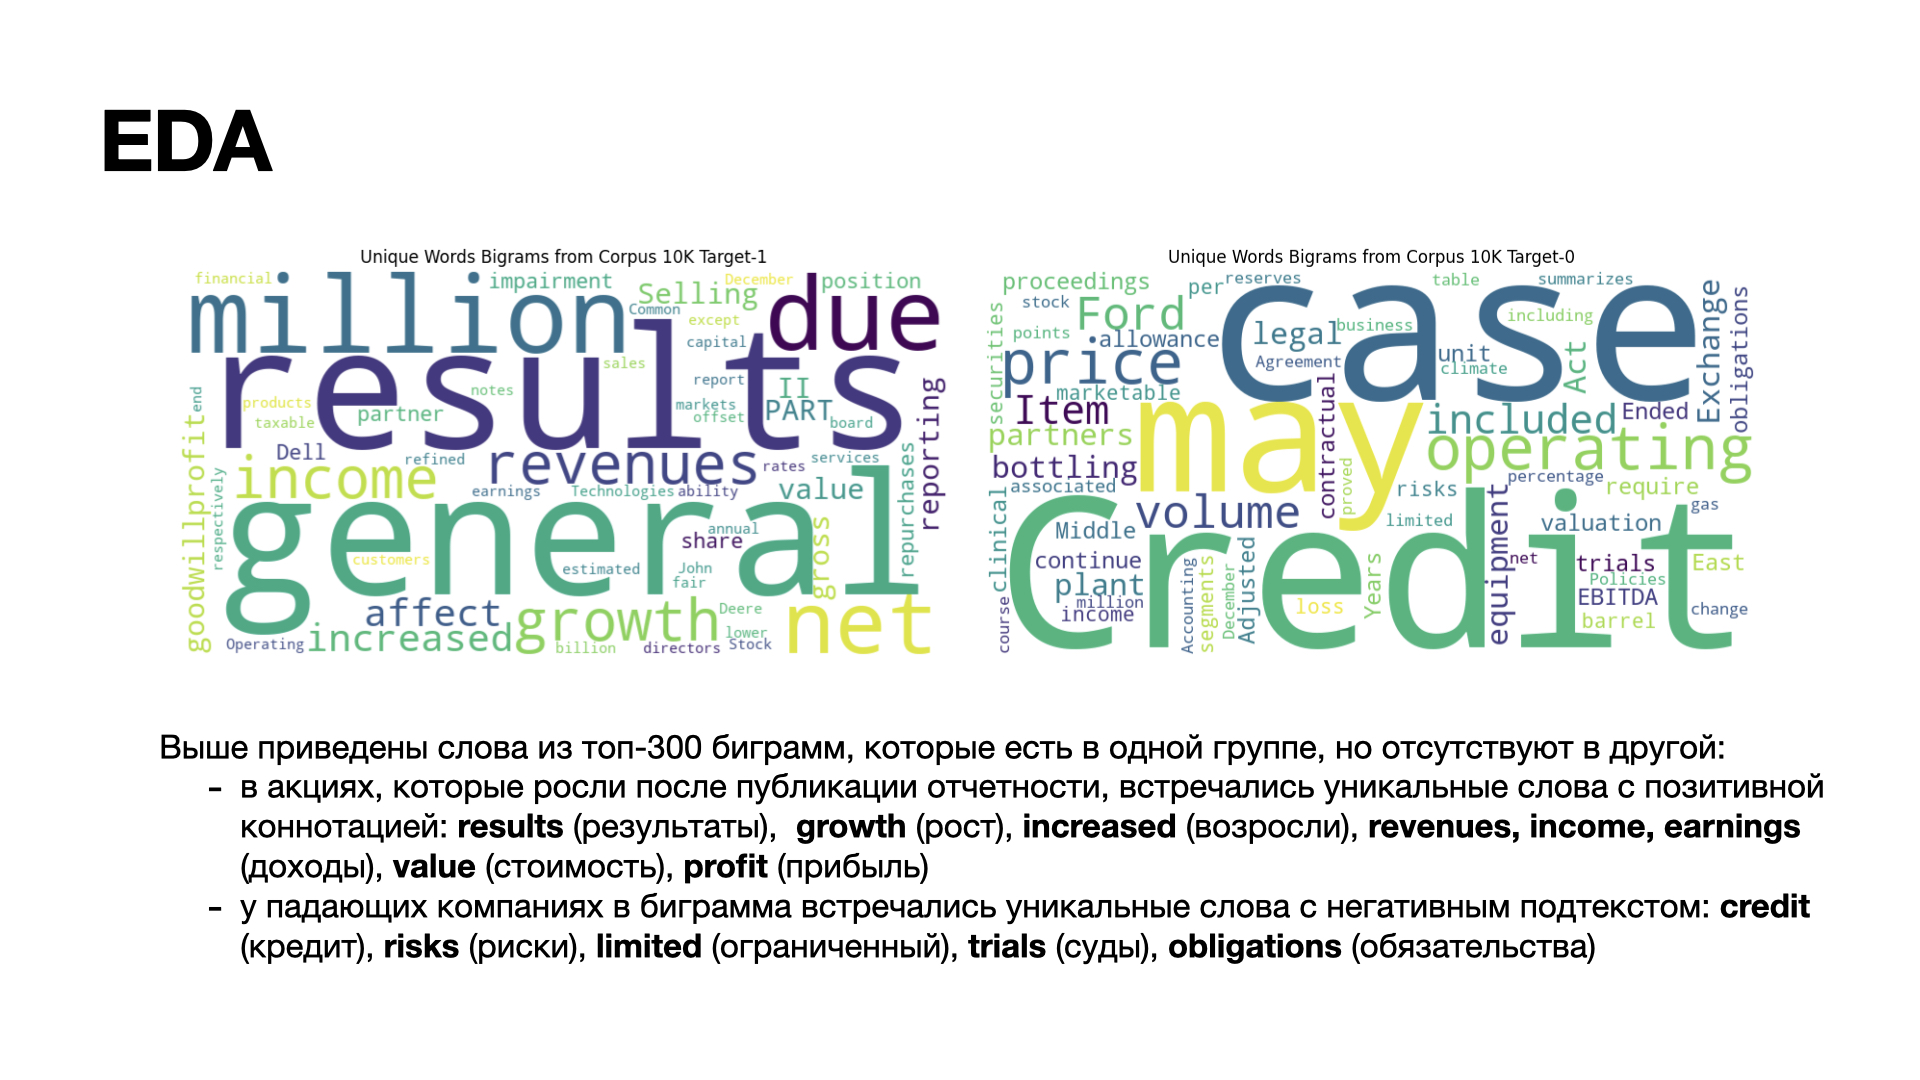 EDA
Unique Words Bigrams from Corpus 10K Target-1
financial
million
impairment
Selling
December
position
Common
except
due
capital
results
sales
report
II
end
products
taxable
partner
notes
markets
offset
PART
board
reporting
Dell
income
refined
revenues
rates
services
earnings
Technologies
ability
value
repurchases
goodwill
profit
respectively
general
annual
share
gross
customers
estimated
John
fair
affect
growth
Deere
net
Operating
increased
billion
directors
lower
Stock
Unique Words Bigrams from Corpus 10K Target-0
proceedings
per
reserves
case
table
summarizes
Exchange
obligations
stock
Ford
securities
points
allowance
legal
business
including
price
Agreement
unit
climate
Act
marketable
Item
may
contractual
included
Ended
partners
operating
bottling
associated
proved
risks
percentage
require
clinical
volume
limited
equipment
valuation
gas
Middle
Credit
continue
net
trials
East
plant
Policies
million
income
Accounting
segments
December
Adjusted
loss
Years
EBITDA
change
barrel
course
Выше приведены слова из топ-300 биграмм, которые есть в одной группе, но отсутствуют в другой:
- в акциях, которые росли после публикации отчетности, встречались уникальные слова с позитивной
коннотацией: results (результаты), growth (рост), increased (возросли), revenues, income, earnings
(доходы), value (стоимость), profit (прибыль)
- у падающих компаниях в биграмма встречались уникальные слова с негативным подтекстом: credit
(кредит), risks (риски), limited (ограниченный), trials (суды), obligations (обязательства)